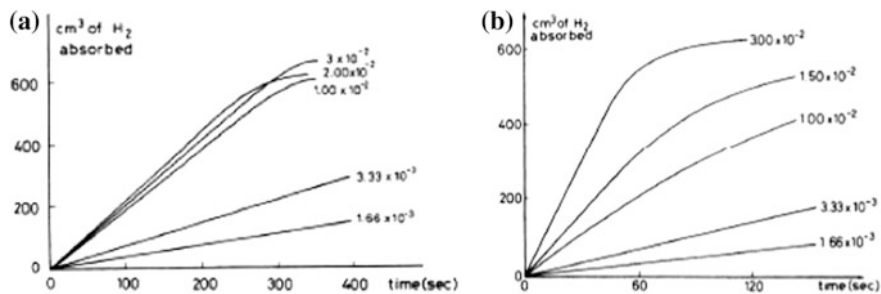 (a)
cm³ of H₂
absorbed
600
400
200
0
0 100 200 300 400 time(sec)
3 x 10⁻²
2.00x10⁻²
1.00 x 10⁻²
3.33 x 10⁻³
1.66 x 10⁻³
(b)
cm³ of H₂
absorbed
600
400
200
0
0 60 120 time(sec)
3.00 x 10⁻²
1.50 x 10⁻²
1.00 x 10⁻²
3.33 x 10⁻³
1.66 x 10⁻³